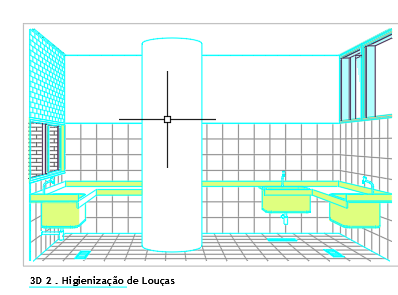 3D 2 . Higienização de Louças